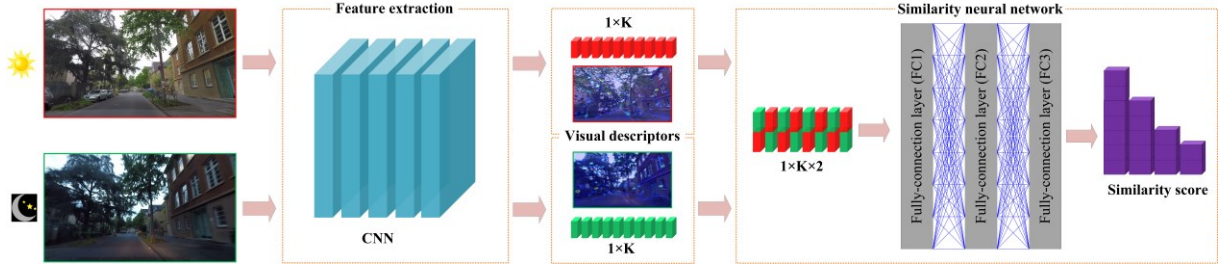 Feature extraction
CNN
1×K
Visual descriptors
1×K
Similarity neural network
1×K×2
Fully-connection layer (FC1)
Fully-connection layer (FC2)
Fully-connection layer (FC3)
Similarity score